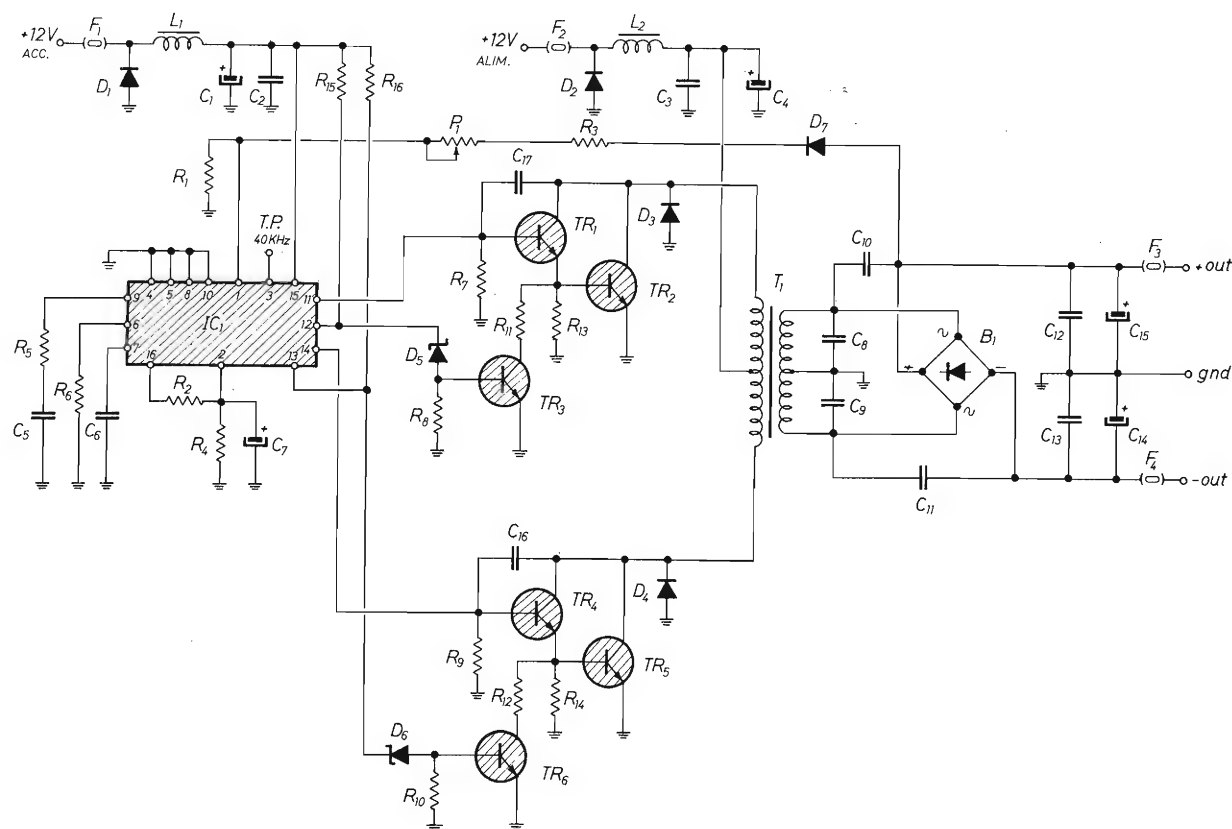 +12V
ACC.
F1
L1
D1
C1
C2
R15
R16
+12V
ALIM.
F2
L2
D2
C3
C4
+
+
R1
P1
R3
D7
T.P.
40KHz
C17
TR1
D3
R7
TR2
R11
R13
9
4
5
8
10
1
3
15
11
6
IC1
12
7
14
16
2
13
D5
TR3
R8
R5
R6
R2
C5
C6
R4
C7
+
T1
C10
C8
C9
B1
~
+
-
~
C11
C12
C15
+
C13
C14
+
F3
+out
gnd
F4
-out
C16
TR4
D4
R9
TR5
R12
R14
D6
TR6
R10